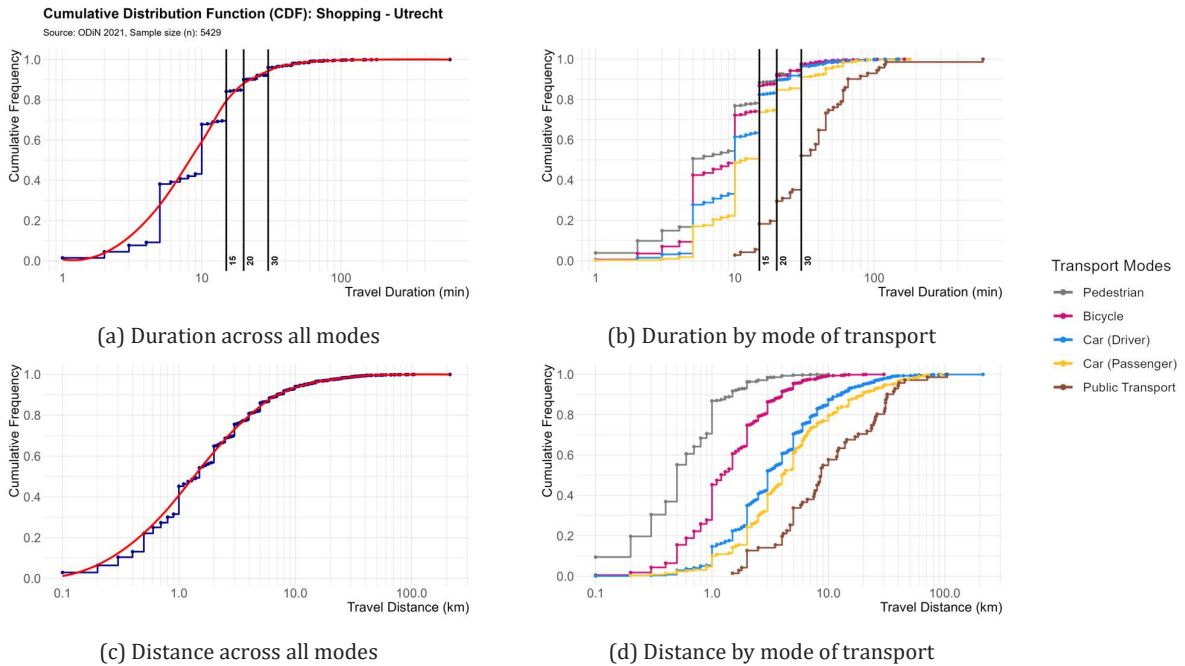 Cumulative Distribution Function (CDF): Shopping - Utrecht
Source: ODiN 2021, Sample size (n): 5429
Cumulative Frequency
1.0
0.8
0.6
0.4
0.2
0.0
15
20
30
1
10
100
Travel Duration (min)
(a) Duration across all modes
Cumulative Frequency
1.0
0.8
0.6
0.4
0.2
0.0
15
20
30
1
10
100
Travel Duration (min)
(b) Duration by mode of transport
Transport Modes
Pedestrian
Bicycle
Car (Driver)
Car (Passenger)
Public Transport
Cumulative Frequency
1.0
0.8
0.6
0.4
0.2
0.0
0.1
1.0
10.0
100.0
Travel Distance (km)
(c) Distance across all modes
Cumulative Frequency
1.0
0.8
0.6
0.4
0.2
0.0
0.1
1.0
10.0
100.0
Travel Distance (km)
(d) Distance by mode of transport